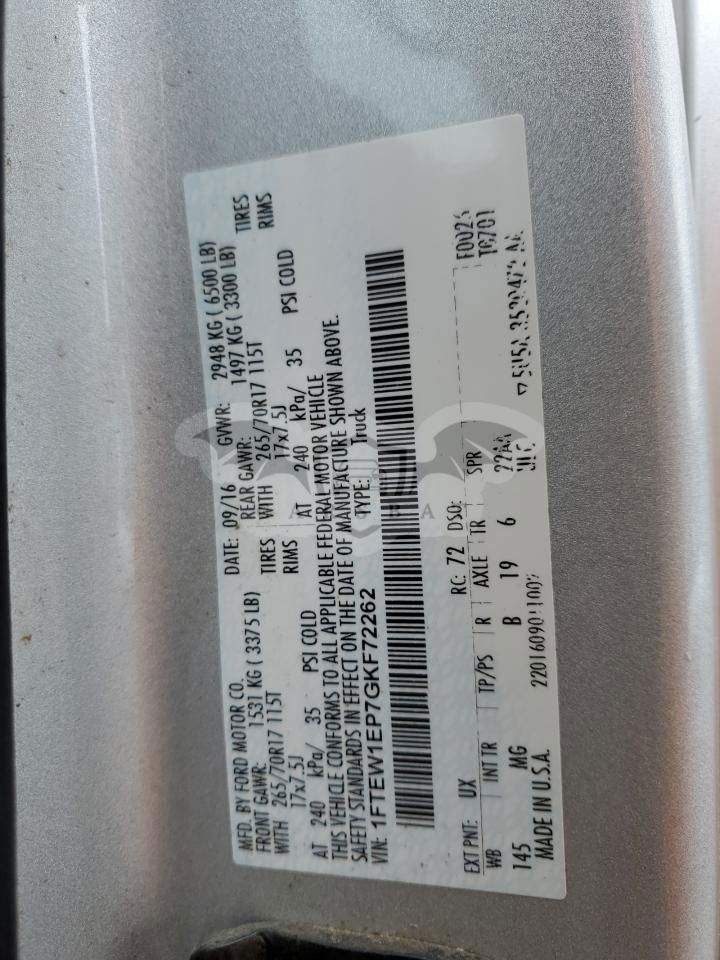 MFD. BY FORD MOTOR CO.
DATE: 09/16 GVWR: 2948 KG ( 6500 LB)
FRONT GAWR: 1531 KG ( 3375 LB) REAR GAWR: 1497 KG ( 3300 LB)
WITH 265/70R17 115T TIRES WITH 265/70R17 115T TIRES
17x7.5J RIMS 17x7.5J RIMS
AT 240 kPa/ 35 PSI COLD AT 240 kPa/ 35 PSI COLD
THIS VEHICLE CONFORMS TO ALL APPLICABLE FEDERAL MOTOR VEHICLE
SAFETY STANDARDS IN EFFECT ON THE DATE OF MANUFACTURE SHOWN ABOVE.
VIN: 1FTEW1EP7GKF72262 TYPE: Truck
EXT PNT: UX RC: 72 DSO: F0026
WB INT TR TP/PS R AXLE TR SPR T0701
145 MG B 19 6 22AA
MADE IN U.S.A.